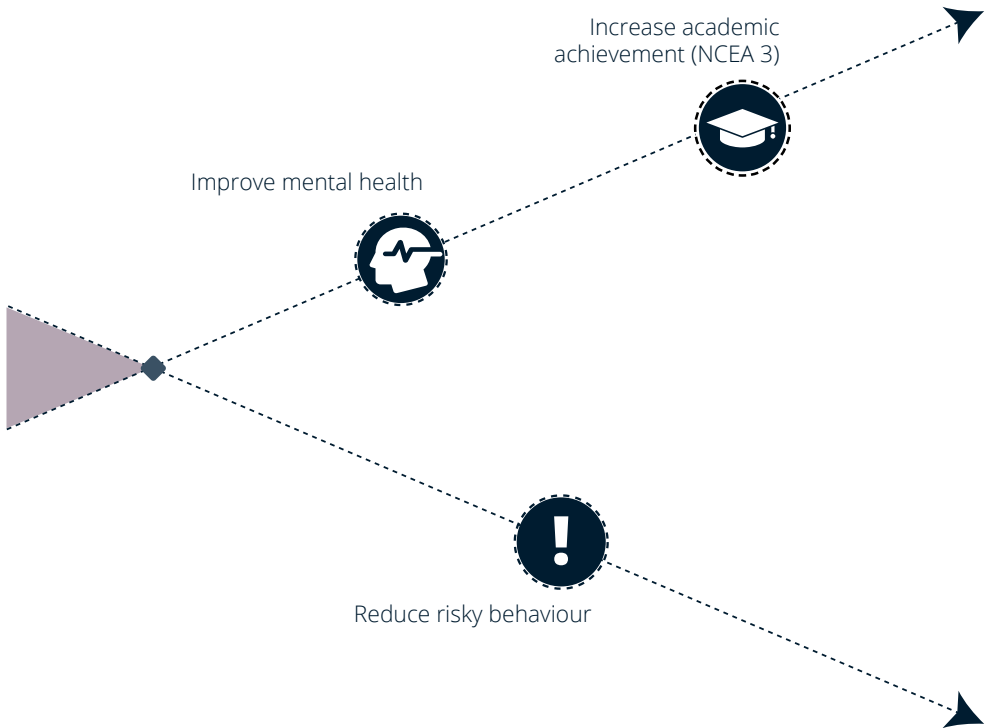 Increase academic
achievement (NCEA 3)
Improve mental health
Reduce risky behaviour